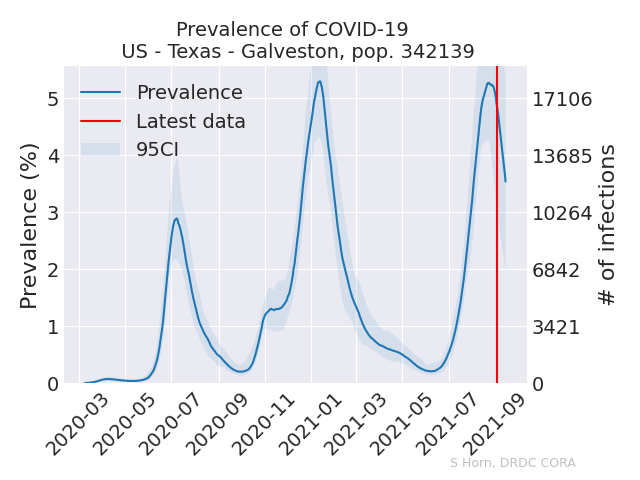 Prevalence of COVID-19
US - Texas - Galveston, pop. 342139
Prevalence
Latest data
95CI
Prevalence (%)
5
4
3
2
1
0
17106
13685
10264
6842
3421
0
# of infections
2020-03
2020-05
2020-07
2020-09
2020-11
2021-01
2021-03
2021-05
2021-07
2021-09
S Horn, DRDC CORA